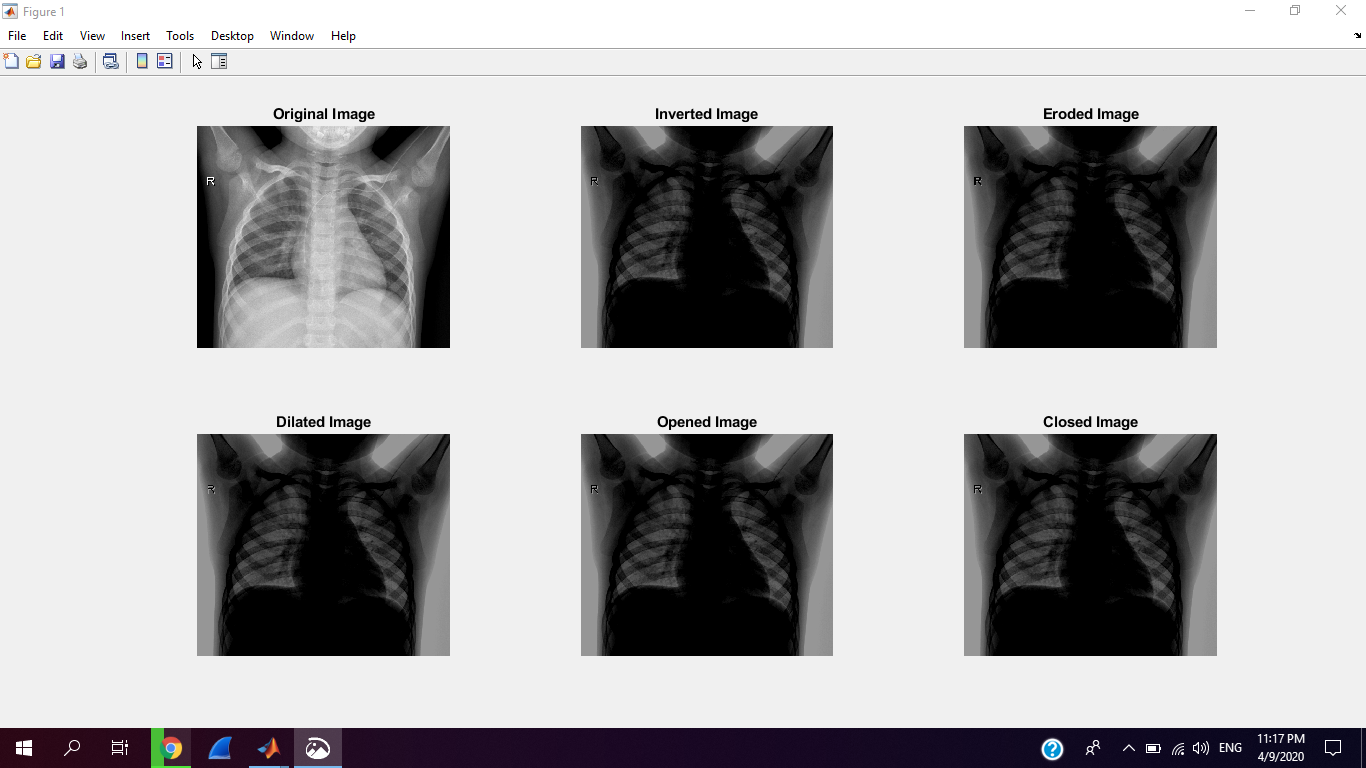 Figure 1
File Edit View Insert Tools Desktop Window Help
Original Image
Inverted Image
Eroded Image
R
R
R
Dilated Image
Opened Image
Closed Image
R
R
R
ENG
11:17 PM
4/9/2020